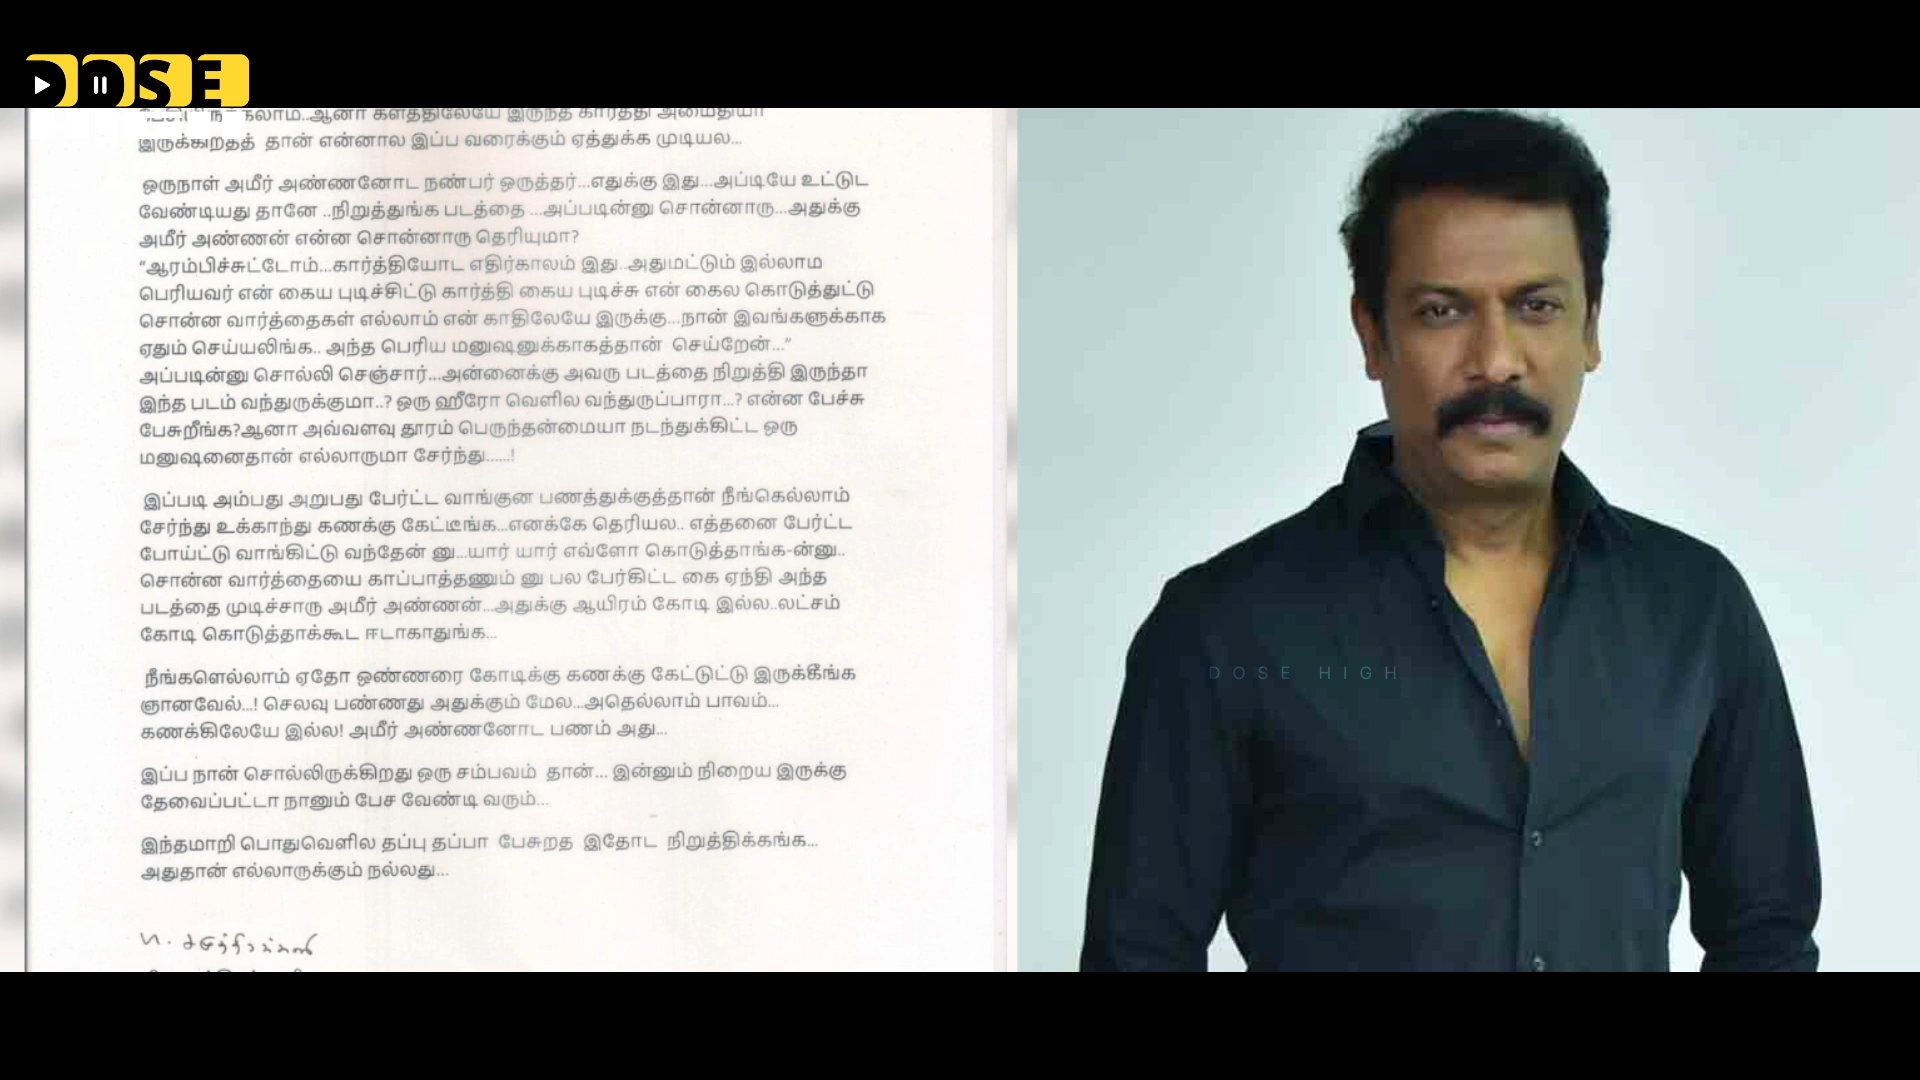 DOSE
இருக்கிறதத் தான் என்னால இப்ப வரைக்கும் ஏத்துக்க முடியல...
ஒருநாள் அமீர் அண்ணனோட நண்பர் ஒருத்தர்...எதுக்கு இது...அப்டியே உட்டுட
வேண்டியது தானே ..நிறுத்துங்க படத்தை ...அப்படின்னு சொன்னாரு...அதுக்கு
அமீர் அண்ணன் என்ன சொன்னாரு தெரியுமா?
“ஆரம்பிச்சுட்டோம்...கார்த்தியோட எதிர்காலம் இது..அதுமட்டும் இல்லாம
பெரியவர் என் கைய புடிச்சிட்டு கார்த்தி கைய புடிச்சு என் கைல கொடுத்துட்டு
சொன்ன வார்த்தைகள் எல்லாம் என் காதிலேயே இருக்கு...நான் இவங்களுக்காக
ஏதும் செய்யலிங்க.. அந்த பெரிய மனுஷனுக்காகத்தான் செய்றேன்...”
அப்படின்னு சொல்லி செஞ்சார்...அன்னைக்கு அவரு படத்தை நிறுத்தி இருந்தா
இந்த படம் வந்துருக்குமா..? ஒரு ஹீரோ வெளில வந்துருப்பாரா...? என்ன பேச்சு
பேசுறீங்க?ஆனா அவ்வளவு தூரம் பெருந்தன்மையா நடந்துக்கிட்ட ஒரு
மனுஷனைதான் எல்லாருமா சேர்ந்து......!
இப்படி அம்பது அறுபது பேர்ட்ட வாங்குன பணத்துக்குத்தான் நீங்கெல்லாம்
சேர்ந்து உக்காந்து கணக்கு கேட்டீங்க...எனக்கே தெரியல.. எத்தனை பேர்ட்ட
போய்ட்டு வாங்கிட்டு வந்தேன் னு...யார் யார் எவ்ளோ கொடுத்தாங்க-ன்னு..
சொன்ன வார்த்தையை காப்பாத்தணும் னு பல பேர்கிட்ட கை ஏந்தி அந்த
படத்தை முடிச்சாரு அமீர் அண்ணன்...அதுக்கு ஆயிரம் கோடி இல்ல..லட்சம்
கோடி கொடுத்தாக்கூட ஈடாகாதுங்க...
நீங்களெல்லாம் ஏதோ ஒண்ணரை கோடிக்கு கணக்கு கேட்டுட்டு இருக்கீங்க
ஞானவேல்...! செலவு பண்ணது அதுக்கும் மேல...அதெல்லாம் பாவம்...
கணக்கிலேயே இல்ல! அமீர் அண்ணனோட பணம் அது...
இப்ப நான் சொல்லிருக்கிறது ஒரு சம்பவம் தான்... இன்னும் நிறைய இருக்கு
தேவைப்பட்டா நானும் பேச வேண்டி வரும்...
இந்தமாறி பொதுவெளில தப்பு தப்பா பேசுறத இதோட நிறுத்திக்கங்க...
அதுதான் எல்லாருக்கும் நல்லது...
DOSE HIGH